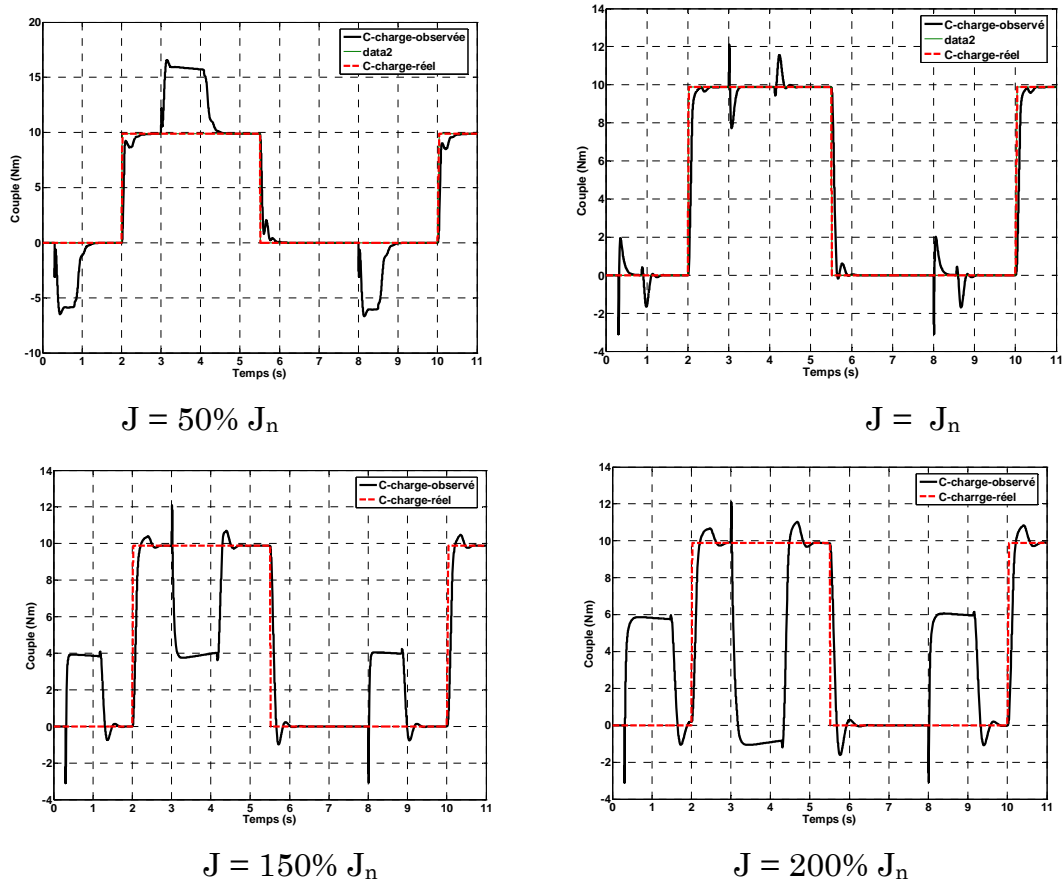 20
15
10
5
0
-5
-10
Couple (Nm)
0 1 2 3 4 5 6 7 8 9 10 11
Temps (s)
C-charge-observée
data2
C-charge-réel
J = 50% Jn
14
12
10
8
6
4
2
0
-2
-4
Couple (Nm)
0 1 2 3 4 5 6 7 8 9 10 11
Temps (s)
C-charge-observé
data2
C-charge-réel
J = Jn
14
12
10
8
6
4
2
0
-2
-4
Couple (Nm)
0 1 2 3 4 5 6 7 8 9 10 11
Temps (s)
C-charge-observé
C-charge-réel
J = 150% Jn
14
12
10
8
6
4
2
0
-2
-4
Couple (Nm)
0 1 2 3 4 5 6 7 8 9 10 11
Temps (s)
C-charge-observé
C-charrge-réel
J = 200% Jn